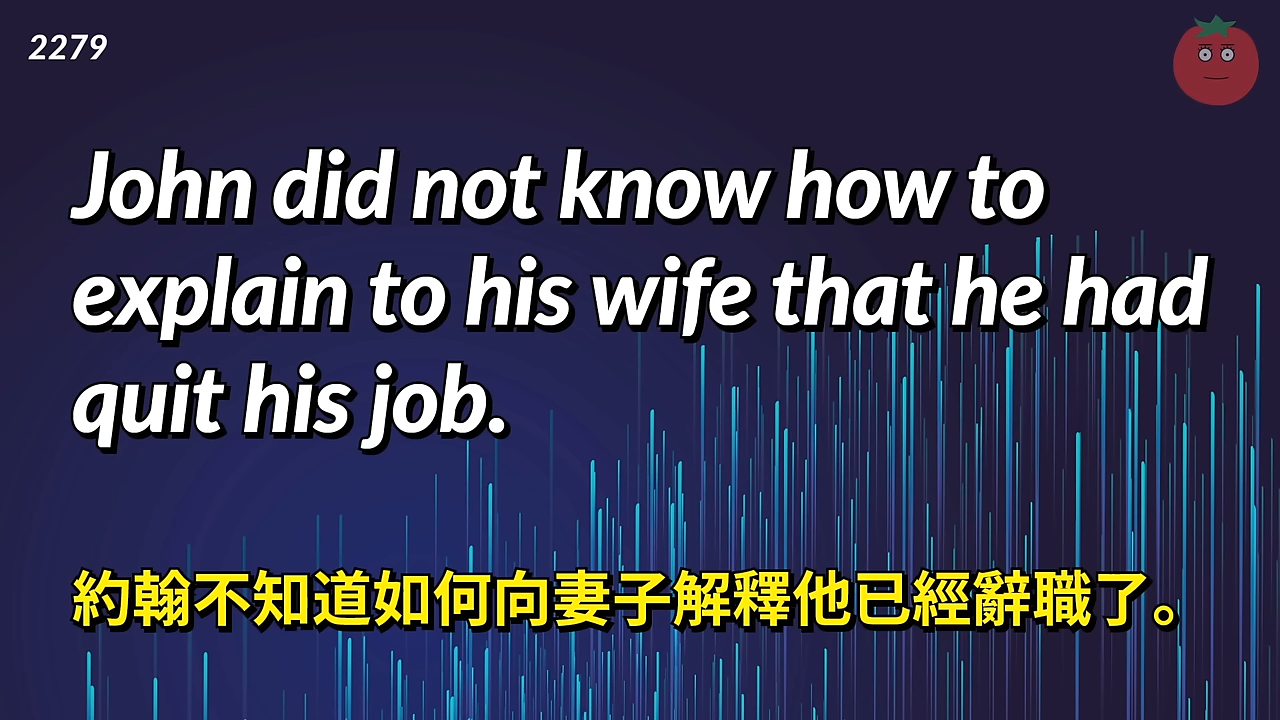 2279
John did not know how to
explain to his wife that he had
quit his job.
約翰不知道如何向妻子解釋他已經辭職了。